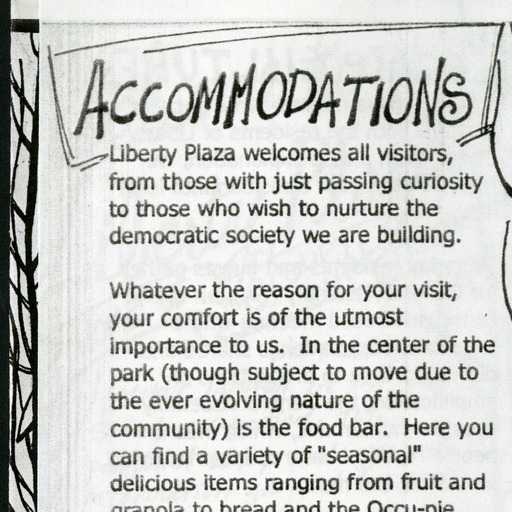 ACCOMMODATIONS
Liberty Plaza welcomes all visitors,
from those with just passing curiosity
to those who wish to nurture the
democratic society we are building.
Whatever the reason for your visit,
your comfort is of the utmost
importance to us. In the center of the
park (though subject to move due to
the ever evolving nature of the
community) is the food bar. Here you
can find a variety of "seasonal"
delicious items ranging from fruit and
granola to bread and the Occu-pie